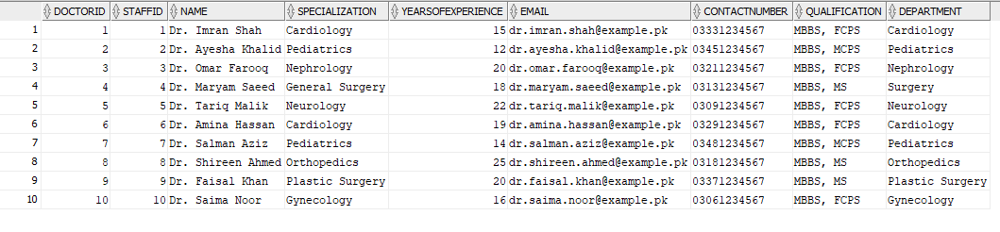 DOCTORID STAFFID NAME SPECIALIZATION YEARSOFEXPERIENCE EMAIL CONTACTNUMBER QUALIFICATION DEPARTMENT
1 1 1 Dr. Imran Shah Cardiology 15 dr.imran.shah@example.pk 03331234567 MBBS, FCPS Cardiology
2 2 2 Dr. Ayesha Khalid Pediatrics 12 dr.ayesha.khalid@example.pk 03451234567 MBBS, MCPS Pediatrics
3 3 3 Dr. Omar Farooq Nephrology 20 dr.omar.farooq@example.pk 03211234567 MBBS, FCPS Nephrology
4 4 4 Dr. Maryam Saeed General Surgery 18 dr.maryam.saeed@example.pk 03131234567 MBBS, MS Surgery
5 5 5 Dr. Tariq Malik Neurology 22 dr.tariq.malik@example.pk 03091234567 MBBS, FCPS Neurology
6 6 6 Dr. Amina Hassan Cardiology 19 dr.amina.hassan@example.pk 03291234567 MBBS, FCPS Cardiology
7 7 7 Dr. Salman Aziz Pediatrics 14 dr.salman.aziz@example.pk 03481234567 MBBS, MCPS Pediatrics
8 8 8 Dr. Shireen Ahmed Orthopedics 25 dr.shireen.ahmed@example.pk 03181234567 MBBS, MS Orthopedics
9 9 9 Dr. Faisal Khan Plastic Surgery 20 dr.faisal.khan@example.pk 03371234567 MBBS, MS Plastic Surgery
10 10 10 Dr. Saima Noor Gynecology 16 dr.saima.noor@example.pk 03061234567 MBBS, FCPS Gynecology